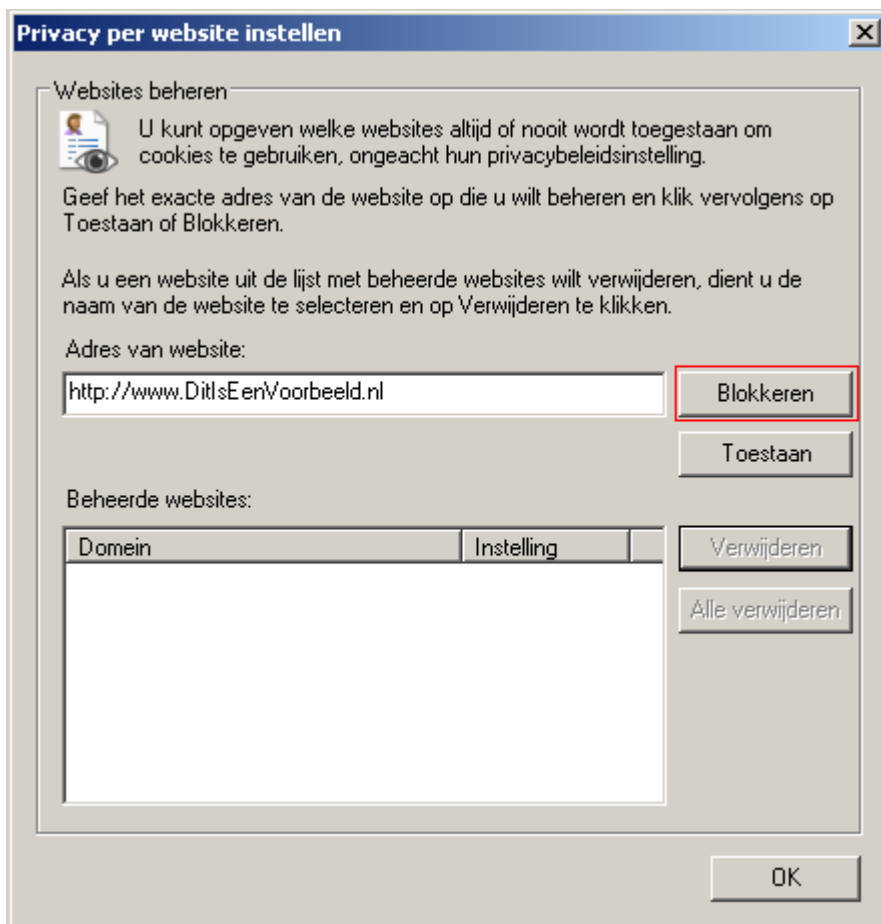 Privacy per website instellen
Websites beheren
U kunt opgeven welke websites altijd of nooit wordt toegestaan om
cookies te gebruiken, ongeacht hun privacybeleidsinstelling.
Geef het exacte adres van de website op die u wilt beheren en klik vervolgens op
Toestaan of Blokkeren.
Als u een website uit de lijst met beheerde websites wilt verwijderen, dient u de
naam van de website te selecteren en op Verwijderen te klikken.
Adres van website:
http://www.DitIsEenVoorbeeld.nl
Blokkeren
Toestaan
Beheerde websites:
Domein
Instelling
Verwijderen
Alle verwijderen
OK